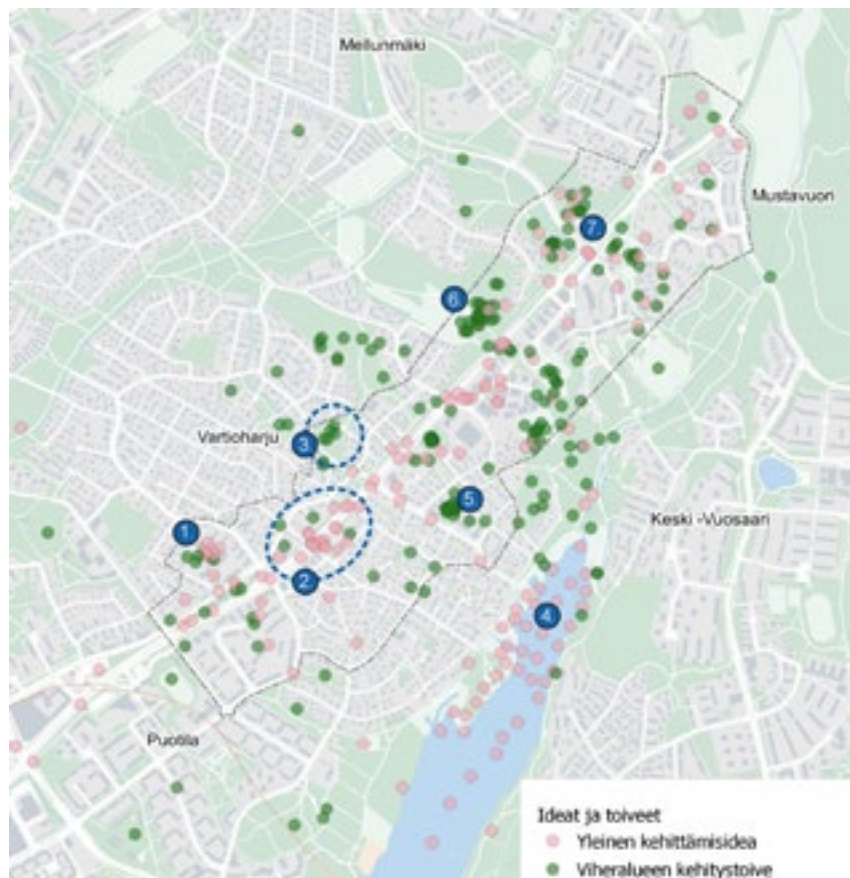 Mellunmäki
Mustavuori
7
6
Vartioharju
3
5
Keski -Vuosaari
1
2
4
Puotila
Ideat ja toiveet
Yleinen kehittämisidea
Viheralueen kehitystoive